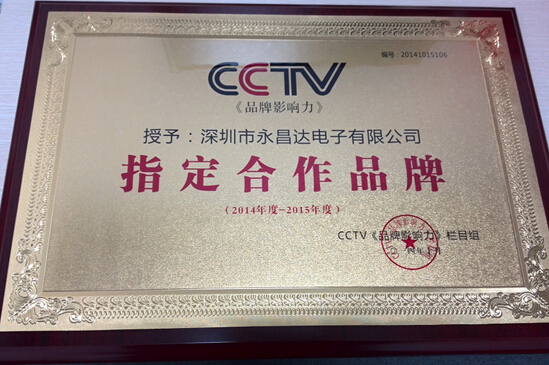 编号：20141015106
CCTV
《品牌影响力》
授予：深圳市永昌达电子有限公司
指定合作品牌
（2014年度-2015年度）
CCTV《品牌影响力》栏目组